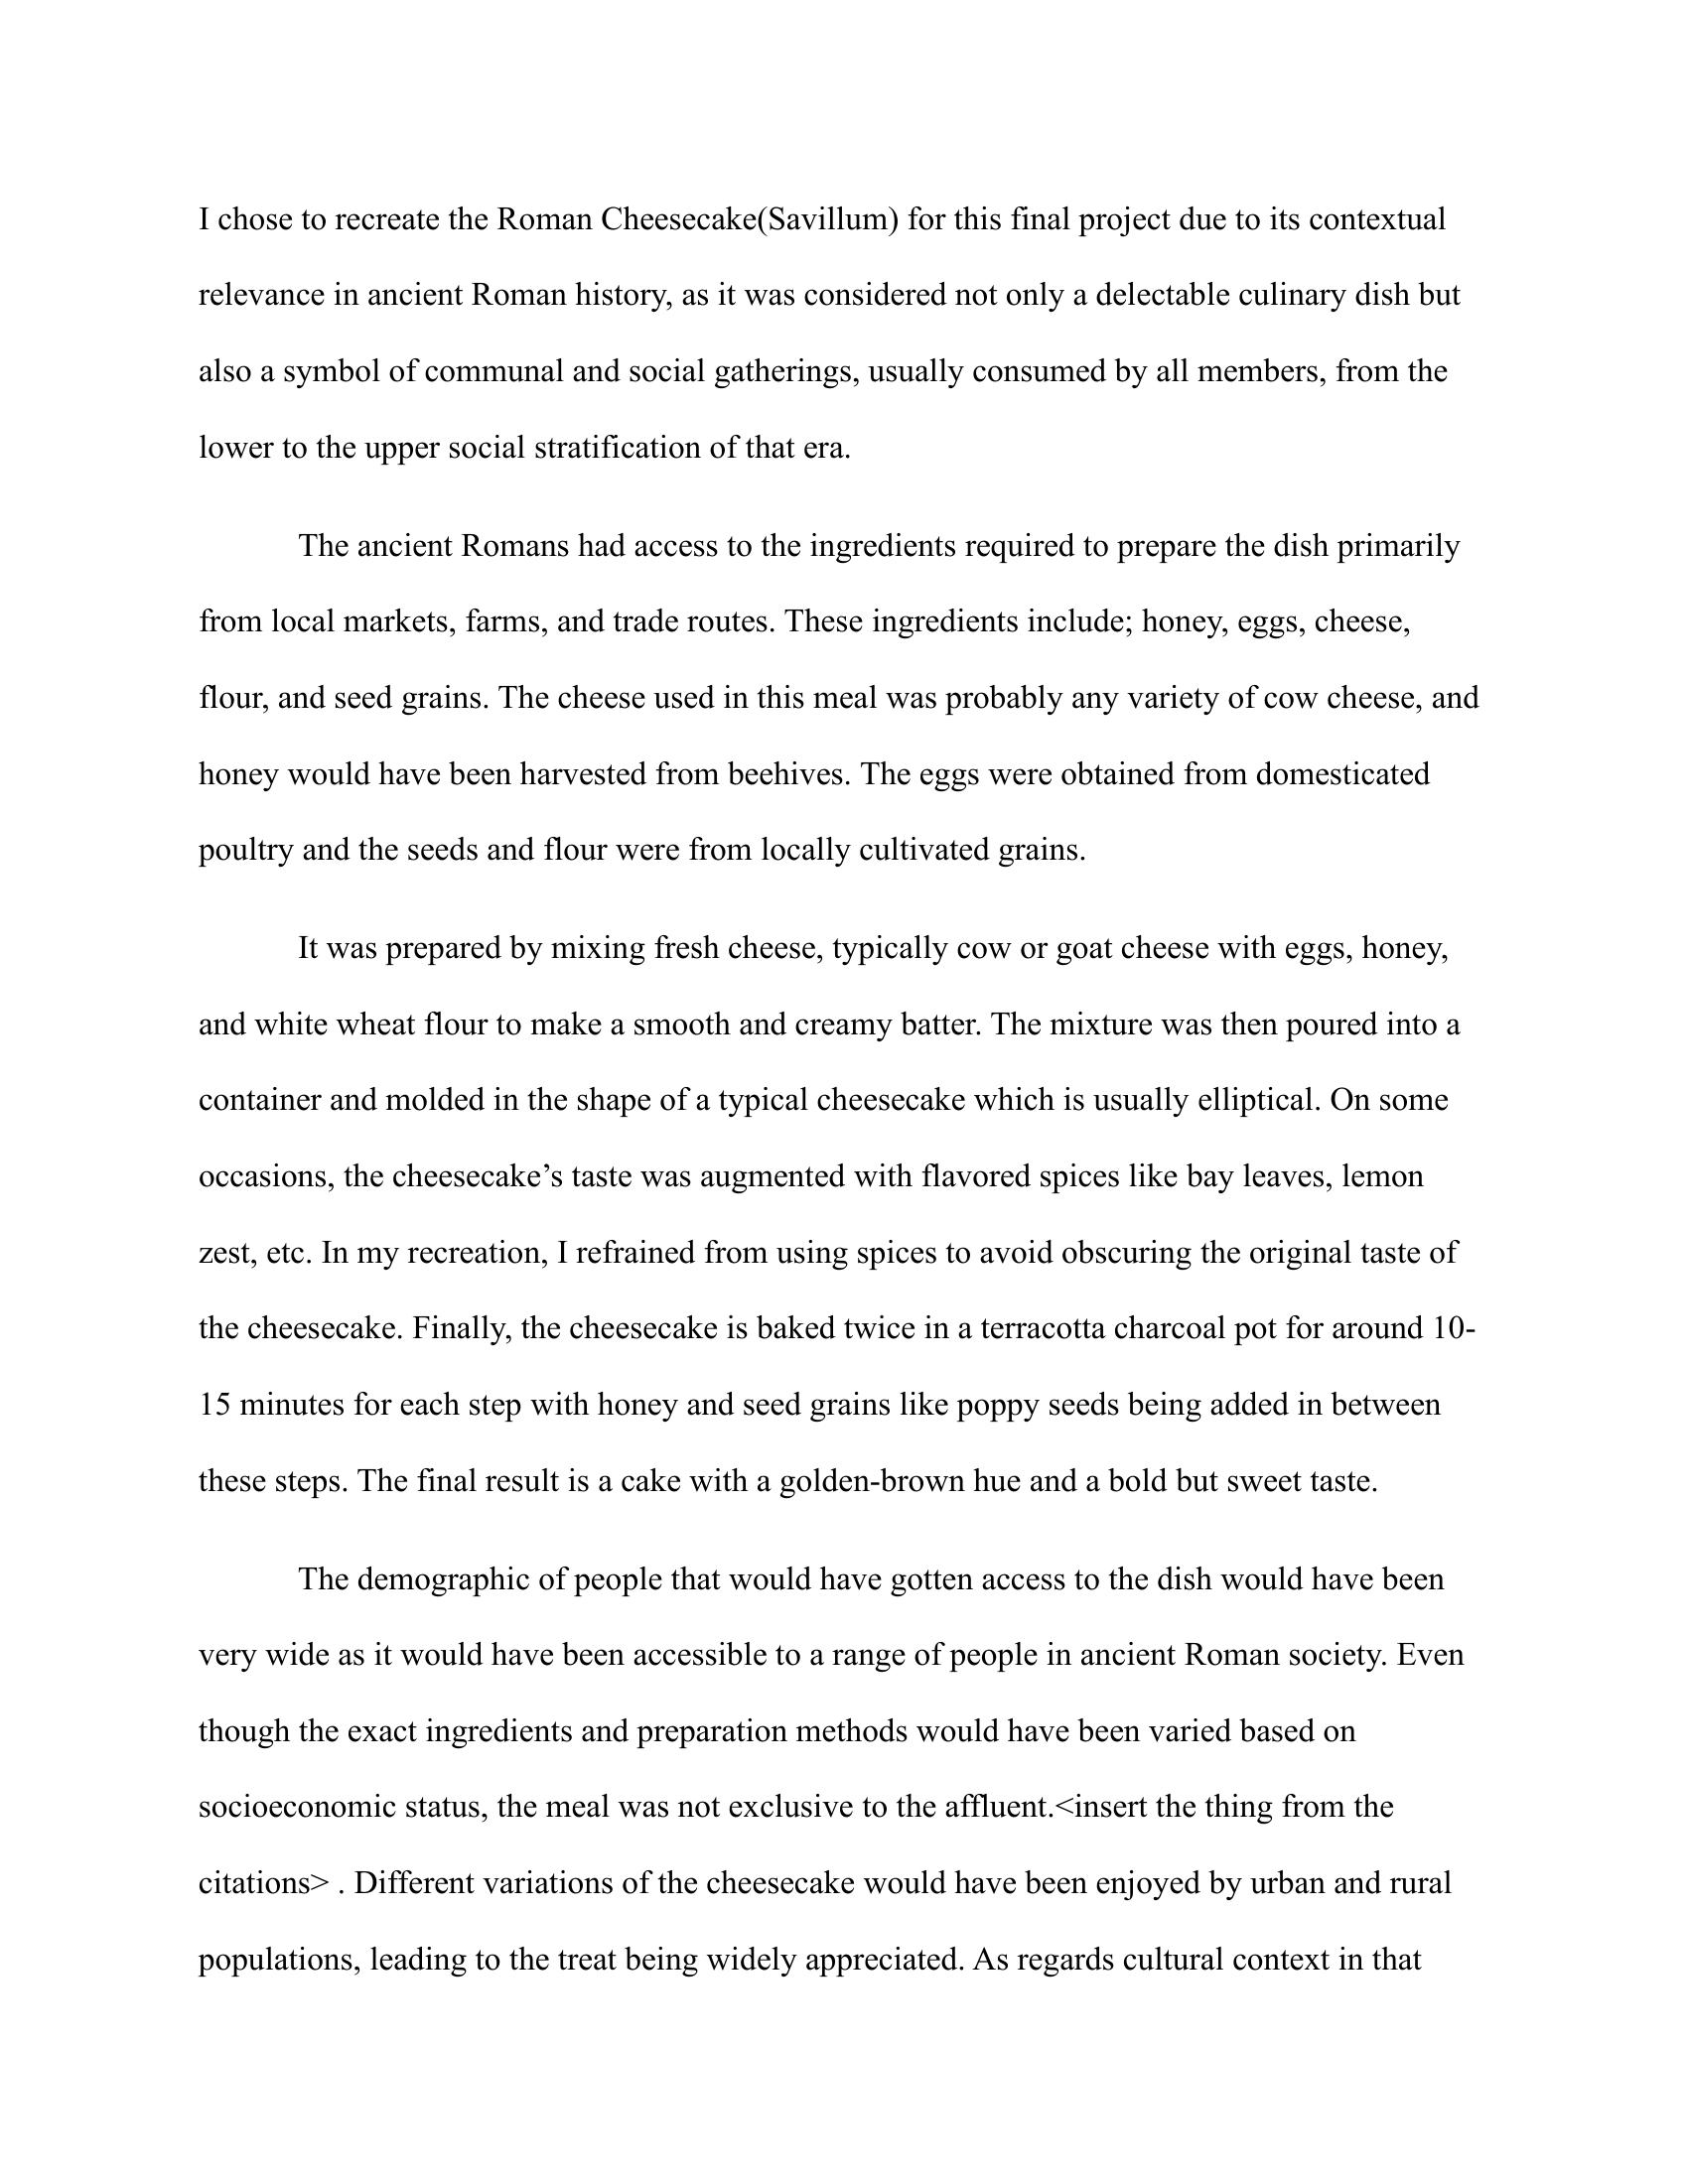 I chose to recreate the Roman Cheesecake(Savillum) for this final project due to its contextual
relevance in ancient Roman history, as it was considered not only a delectable culinary dish but
also a symbol of communal and social gatherings, usually consumed by all members, from the
lower to the upper social stratification of that era.
The ancient Romans had access to the ingredients required to prepare the dish primarily
from local markets, farms, and trade routes. These ingredients include; honey, eggs, cheese,
flour, and seed grains. The cheese used in this meal was probably any variety of cow cheese, and
honey would have been harvested from beehives. The eggs were obtained from domesticated
poultry and the seeds and flour were from locally cultivated grains.
It was prepared by mixing fresh cheese, typically cow or goat cheese with eggs, honey,
and white wheat flour to make a smooth and creamy batter. The mixture was then poured into a
container and molded in the shape of a typical cheesecake which is usually elliptical. On some
occasions, the cheesecake’s taste was augmented with flavored spices like bay leaves, lemon
zest, etc. In my recreation, I refrained from using spices to avoid obscuring the original taste of
the cheesecake. Finally, the cheesecake is baked twice in a terracotta charcoal pot for around 10-
15 minutes for each step with honey and seed grains like poppy seeds being added in between
these steps. The final result is a cake with a golden-brown hue and a bold but sweet taste.
The demographic of people that would have gotten access to the dish would have been
very wide as it would have been accessible to a range of people in ancient Roman society. Even
though the exact ingredients and preparation methods would have been varied based on
socioeconomic status, the meal was not exclusive to the affluent.<insert the thing from the
citations> . Different variations of the cheesecake would have been enjoyed by urban and rural
populations, leading to the treat being widely appreciated. As regards cultural context in that